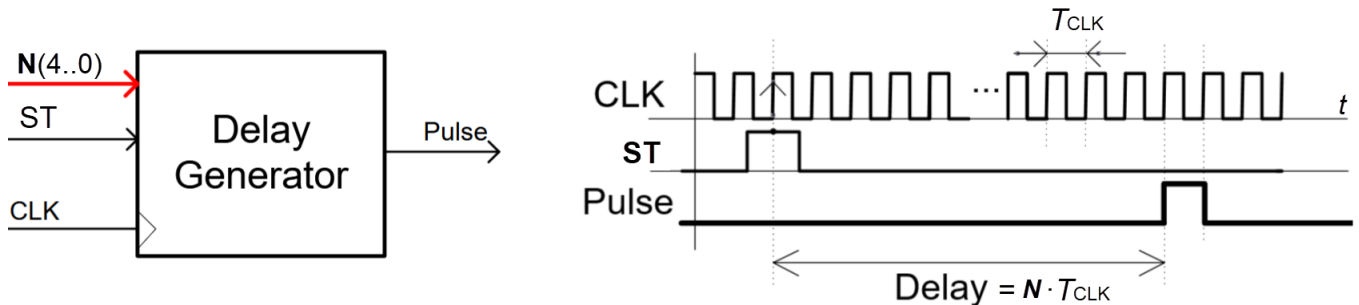 N(4..0)
ST
CLK
Delay
Generator
Pulse
TCLK
CLK
...
t
ST
Pulse
Delay = N · TCLK